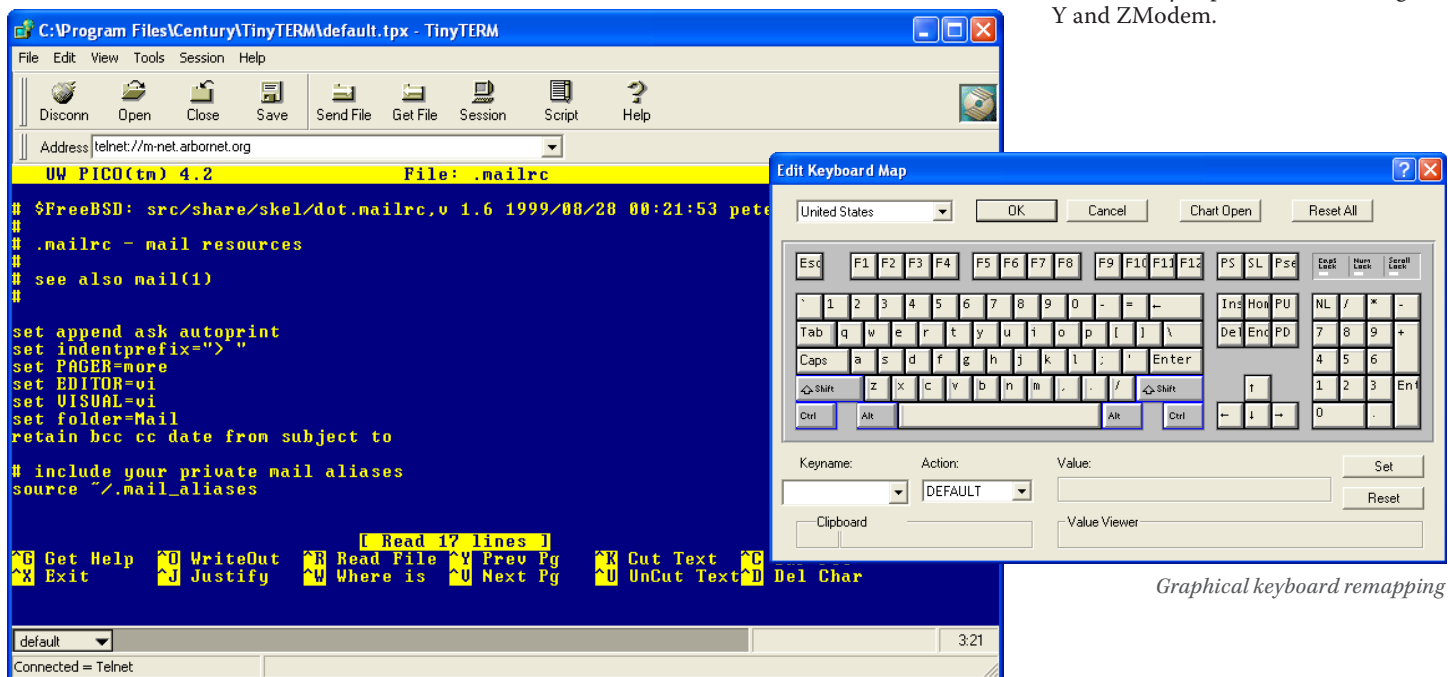 Y and ZModem.
C:\Program Files\Century\TinyTERM\default.tpx - TinyTERM
File Edit View Tools Session Help
Disconn Open Close Save Send File Get File Session Script Help
Address telnet://m-net.arbornet.org
UW PICO(tm) 4.2 File: .mailrc
# $FreeBSD: src/share/skel/dot.mailrc,v 1.6 1999/08/28 00:21:53 pete
#
# .mailrc - mail resources
#
# see also mail(1)
#
set append ask autoprint
set indentprefix="> "
set PAGER=more
set EDITOR=vi
set VISUAL=vi
set folder=Mail
retain bcc cc date from subject to
# include your private mail aliases
source ~/.mail_aliases
[ Read 17 lines ]
^G Get Help ^O WriteOut ^R Read File ^Y Prev Pg ^K Cut Text ^C
^X Exit ^J Justify ^W Where is ^V Next Pg ^U UnCut Text ^D Del Char
default 3:21
Connected = Telnet
Edit Keyboard Map
United States OK Cancel Chart Open Reset All
Esc F1 F2 F3 F4 F5 F6 F7 F8 F9 F10 F11 F12 PS SL Pse Caps Lock Num Lock Scroll Lock
` 1 2 3 4 5 6 7 8 9 0 - = ← Ins Hom PU NL / * -
Tab q w e r t y u i o p [ ] \ Del End PD 7 8 9 +
Caps a s d f g h j k l ; ' Enter 4 5 6
Shift z x c v b n m , . / Shift ↑ 1 2 3 Ent
Ctrl Alt Alt Ctrl ← ↓ → 0 .
Keyname: Action: Value: Set
DEFAULT Reset
Clipboard Value Viewer
Graphical keyboard remapping